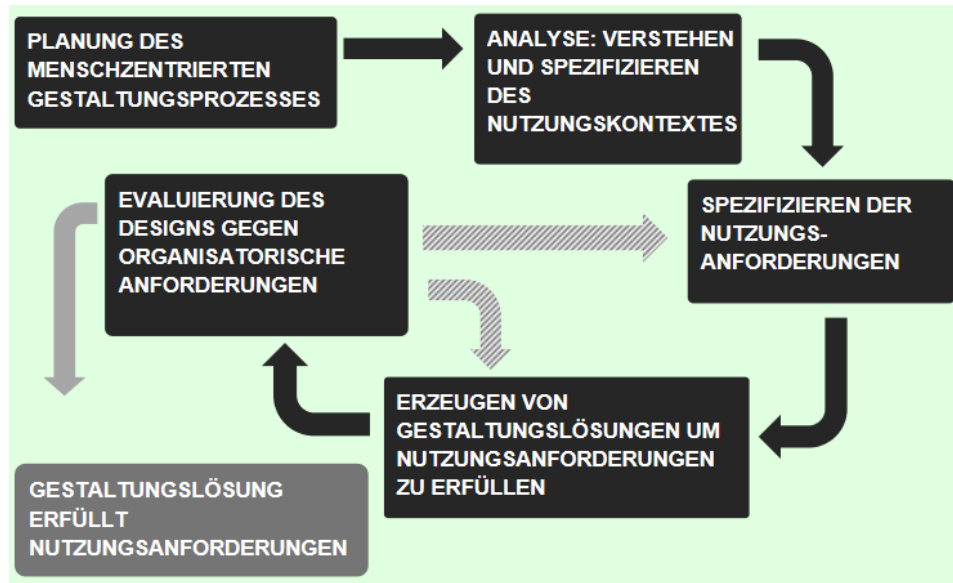 PLANUNG DES
MENSCHZENTRIERTEN
GESTALTUNGSPROZESSES
ANALYSE: VERSTEHEN
UND SPEZIFIZIEREN
DES
NUTZUNGSKONTEXTES
EVALUIERUNG DES
DESIGNS GEGEN
ORGANISATORISCHE
ANFORDERUNGEN
SPEZIFIZIEREN DER
NUTZUNGS-
ANFORDERUNGEN
ERZEUGEN VON
GESTALTUNGSLÖSUNGEN UM
NUTZUNGSANFORDERUNGEN
ZU ERFÜLLEN
GESTALTUNGSLÖSUNG
ERFÜLLT
NUTZUNGSANFORDERUNGEN